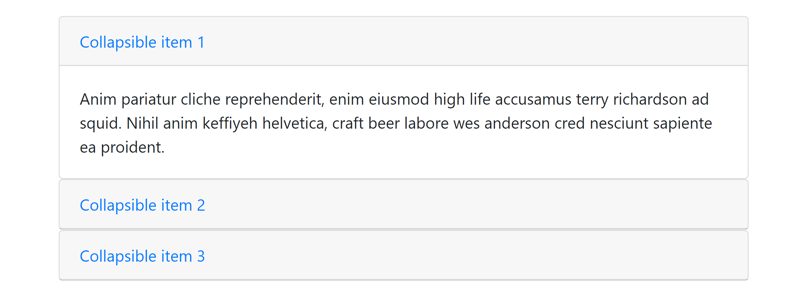 Collapsible item 1
Anim pariatur cliche reprehenderit, enim eiusmod high life accusamus terry richardson ad
squid. Nihil anim keffiyeh helvetica, craft beer labore wes anderson cred nesciunt sapiente
ea proident.
Collapsible item 2
Collapsible item 3